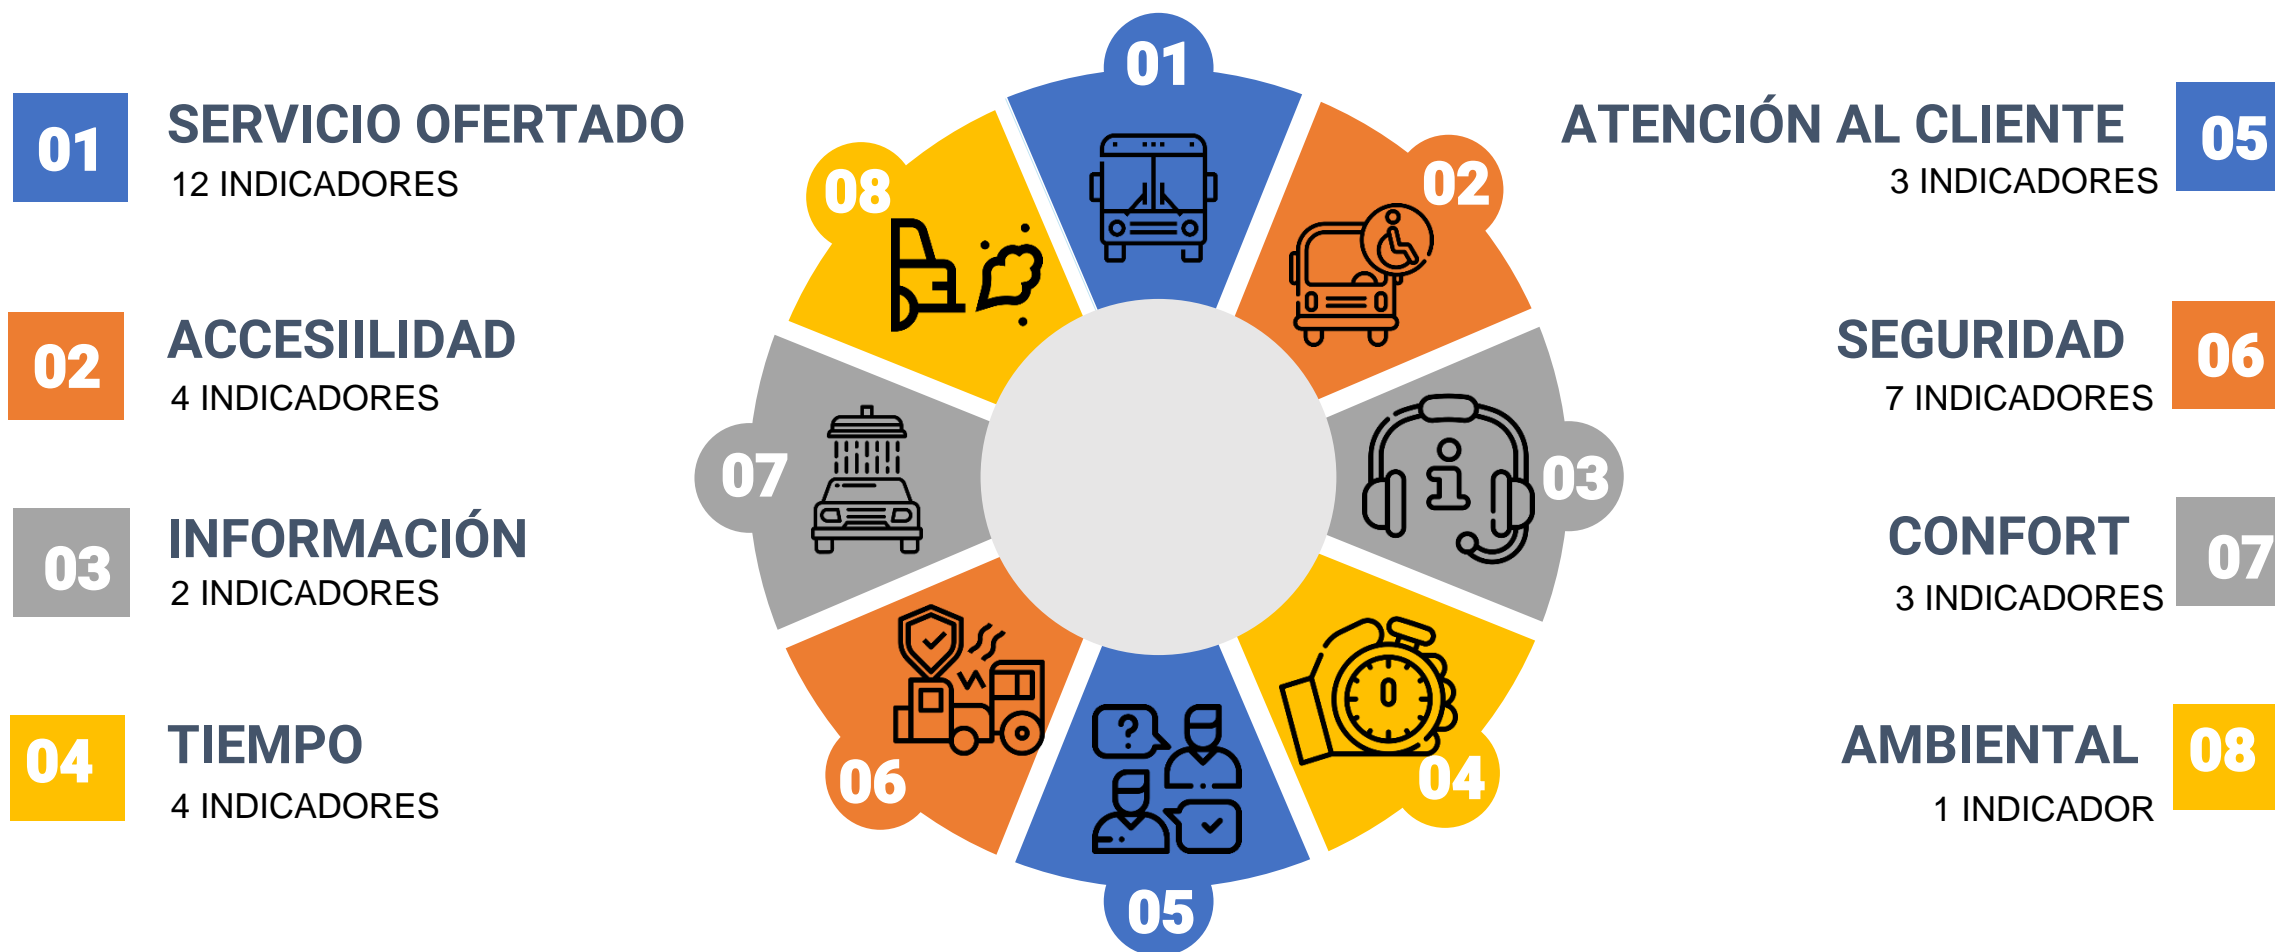 01
SERVICIO OFERTADO
12 INDICADORES
02
ACCESIILIDAD
4 INDICADORES
03
INFORMACIÓN
2 INDICADORES
04
TIEMPO
4 INDICADORES
01
02
03
04
05
06
07
08
i
0
?
ATENCIÓN AL CLIENTE
05
3 INDICADORES
SEGURIDAD
06
7 INDICADORES
CONFORT
07
3 INDICADORES
AMBIENTAL
08
1 INDICADOR